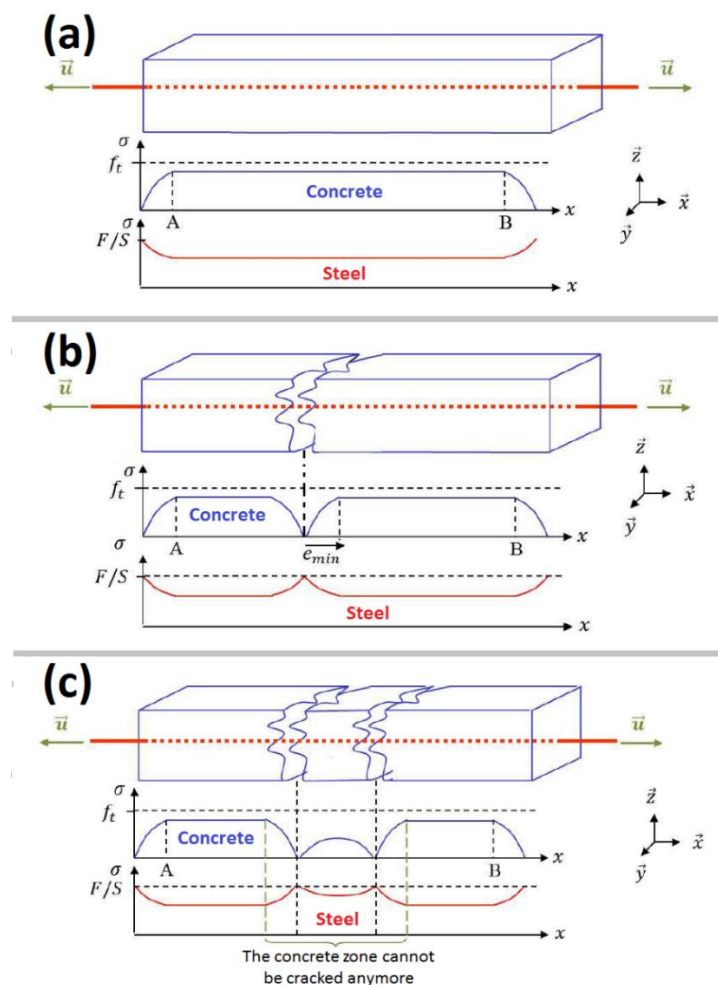 (a)
u⃗ u⃗
σ
f_t
Concrete
A B x
z⃗
x⃗
y⃗
σ
F/S
Steel
x
(b)
u⃗ u⃗
σ
f_t
Concrete
A B x
e_min
z⃗
x⃗
y⃗
σ
F/S
Steel
x
(c)
u⃗ u⃗
σ
f_t
Concrete
A B x
z⃗
x⃗
y⃗
σ
F/S
Steel
x
The concrete zone cannot
be cracked anymore